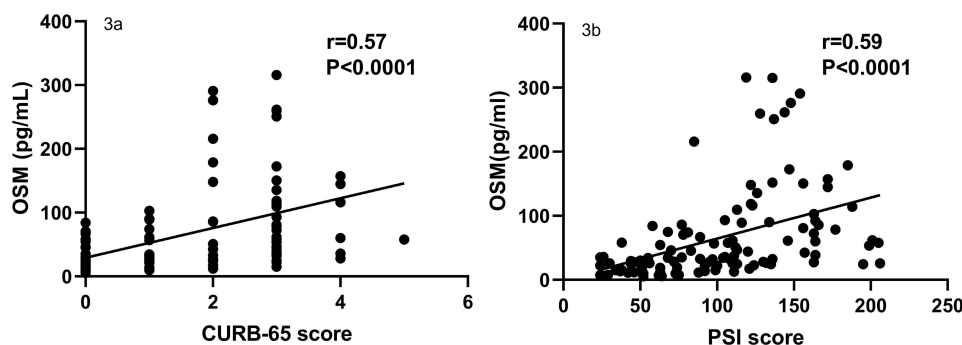 3a
r=0.57
P<0.0001
OSM (pg/mL)
400
300
200
100
0
0
2
4
6
CURB-65 score
3b
r=0.59
P<0.0001
OSM(pg/ml)
400
300
200
100
0
0
50
100
150
200
250
PSI score